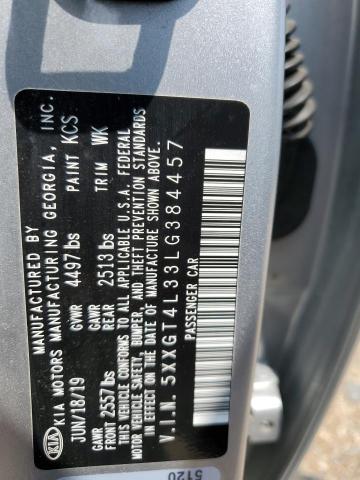 KIA
MANUFACTURED BY
KIA MOTORS MANUFACTURING GEORGIA, INC.
JUN/18/19 GVWR 4497 lbs PAINT KCS
GAWR FRONT 2557 lbs GAWR REAR 2513 lbs TRIM WK
THIS VEHICLE CONFORMS TO ALL APPLICABLE U.S.A. FEDERAL
MOTOR VEHICLE SAFETY, BUMPER, AND THEFT PREVENTION STANDARDS
IN EFFECT ON THE DATE OF MANUFACTURE SHOWN ABOVE.
V.I.N. 5XXGT4L33LG384457
PASSENGER CAR
5120